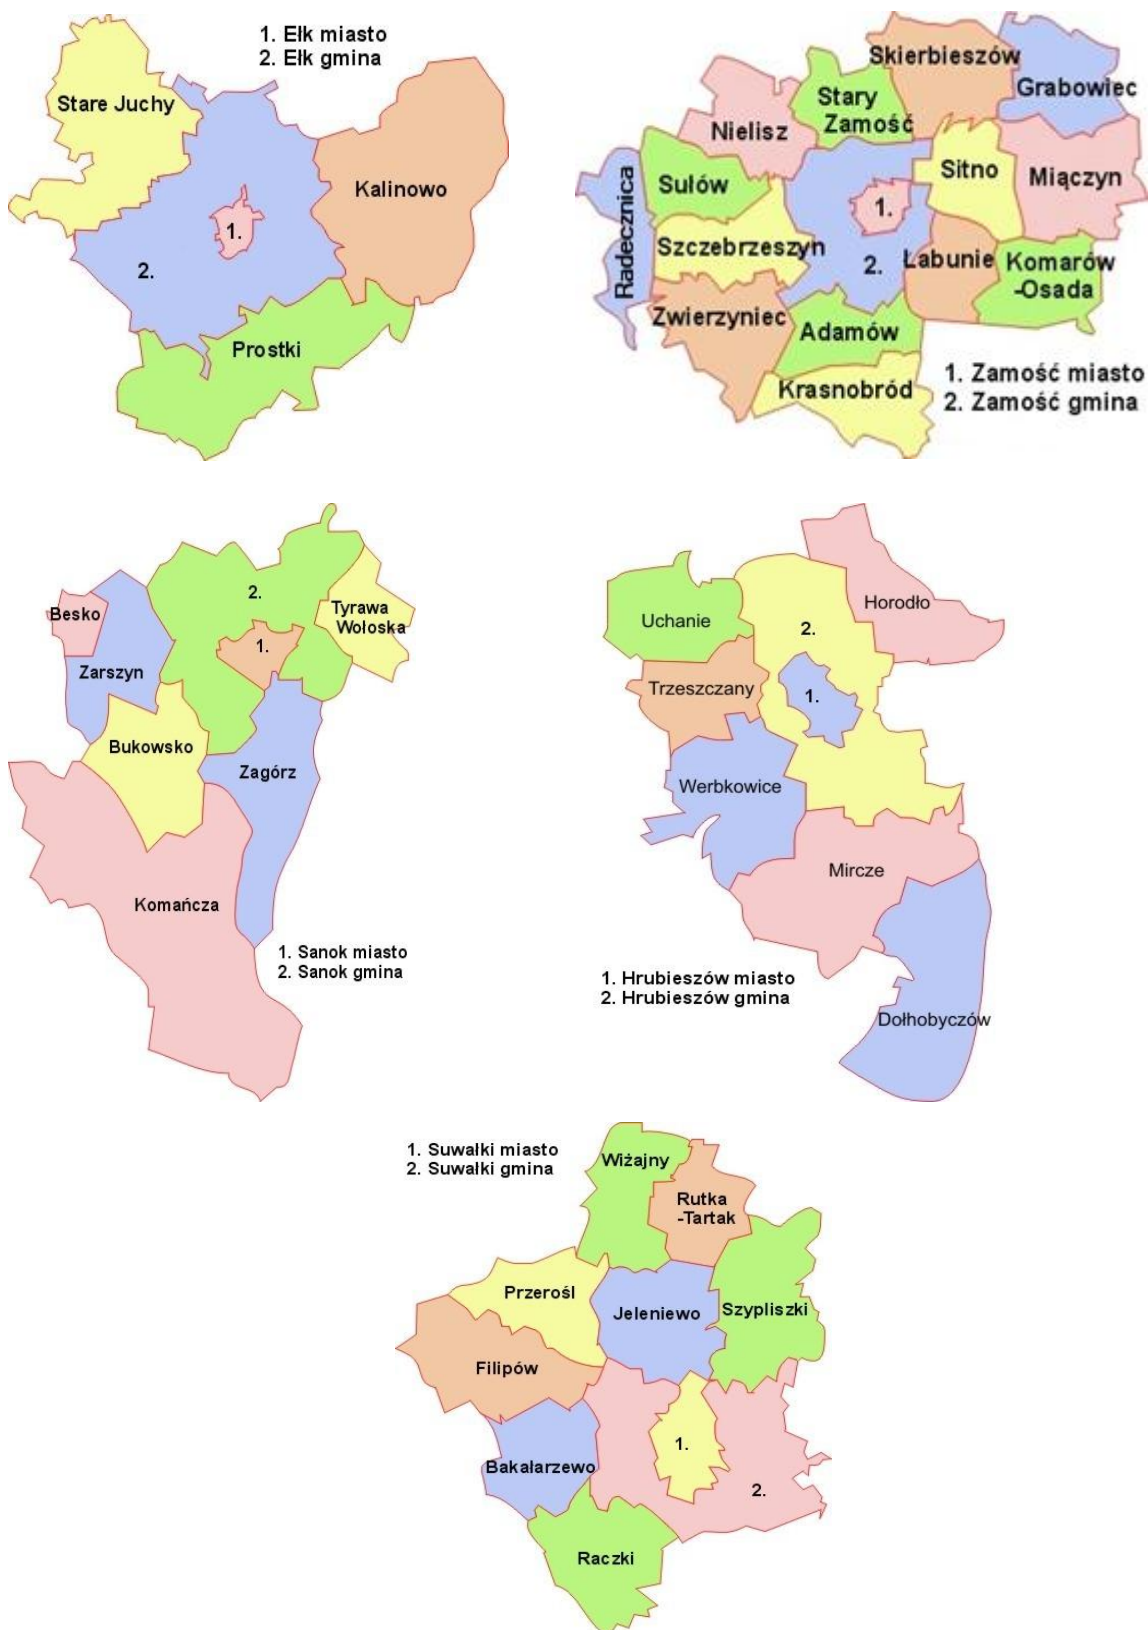 1. Ełk miasto
2. Ełk gmina
Stare Juchy
Kalinowo
1.
2.
Prostki
Skierbieszów
Grabowiec
Stary
Zamość
Nielisz
Sitno
Miączyn
Radecznica
Sułów
1.
Szczebrzeszyn
2.
Łabunie
Komarów
-Osada
Zwierzyniec
Adamów
Krasnobród
1. Zamość miasto
2. Zamość gmina
2.
Besko
Tyrawa
Wołoska
1.
Zarszyn
Bukowsko
Zagórz
Komańcza
1. Sanok miasto
2. Sanok gmina
Horodło
Uchanie
2.
Trzeszczany
1.
Werbkowice
Mircze
1. Hrubieszów miasto
2. Hrubieszów gmina
Dołhobyczów
1. Suwałki miasto
2. Suwałki gmina
Wiżajny
Rutka
-Tartak
Przerośl
Jeleniewo
Szypliszki
Filipów
1.
Bakałarzewo
2.
Raczki